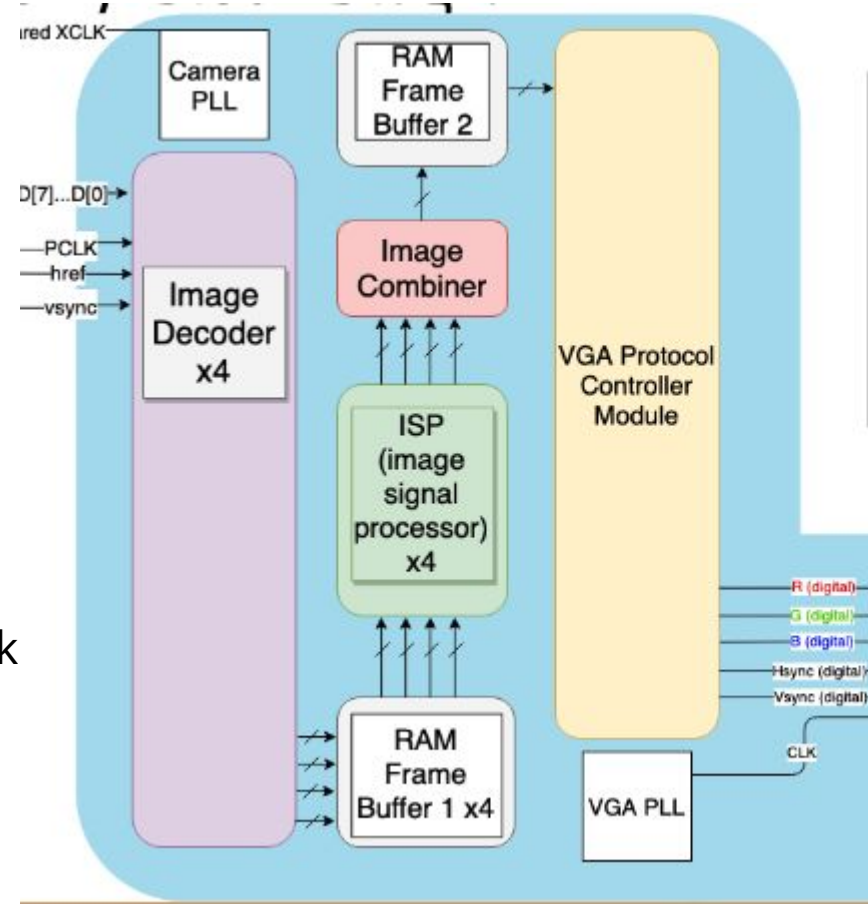 ared XCLK
Camera
PLL
RAM
Frame
Buffer 2
D[7]...D[0]
PCLK
href
vsync
Image
Decoder
x4
Image
Combiner
VGA Protocol
Controller
Module
ISP
(image
signal
processor)
x4
R (digital)
G (digital)
B (digital)
Hsync (digital)
Vsync (digital)
k
RAM
Frame
Buffer 1 x4
CLK
VGA PLL